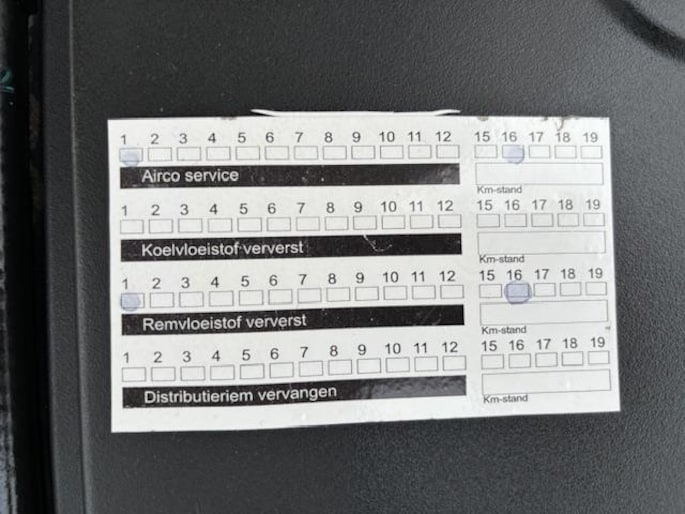 1 2 3 4 5 6 7 8 9 10 11 12 15 16 17 18 19
Airco service
Km-stand
1 2 3 4 5 6 7 8 9 10 11 12 15 16 17 18 19
Koelvloeistof ververst
Km-stand
1 2 3 4 5 6 7 8 9 10 11 12 15 16 17 18 19
Remvloeistof ververst
Km-stand
1 2 3 4 5 6 7 8 9 10 11 12 15 16 17 18 19
Distributieriem vervangen
Km-stand